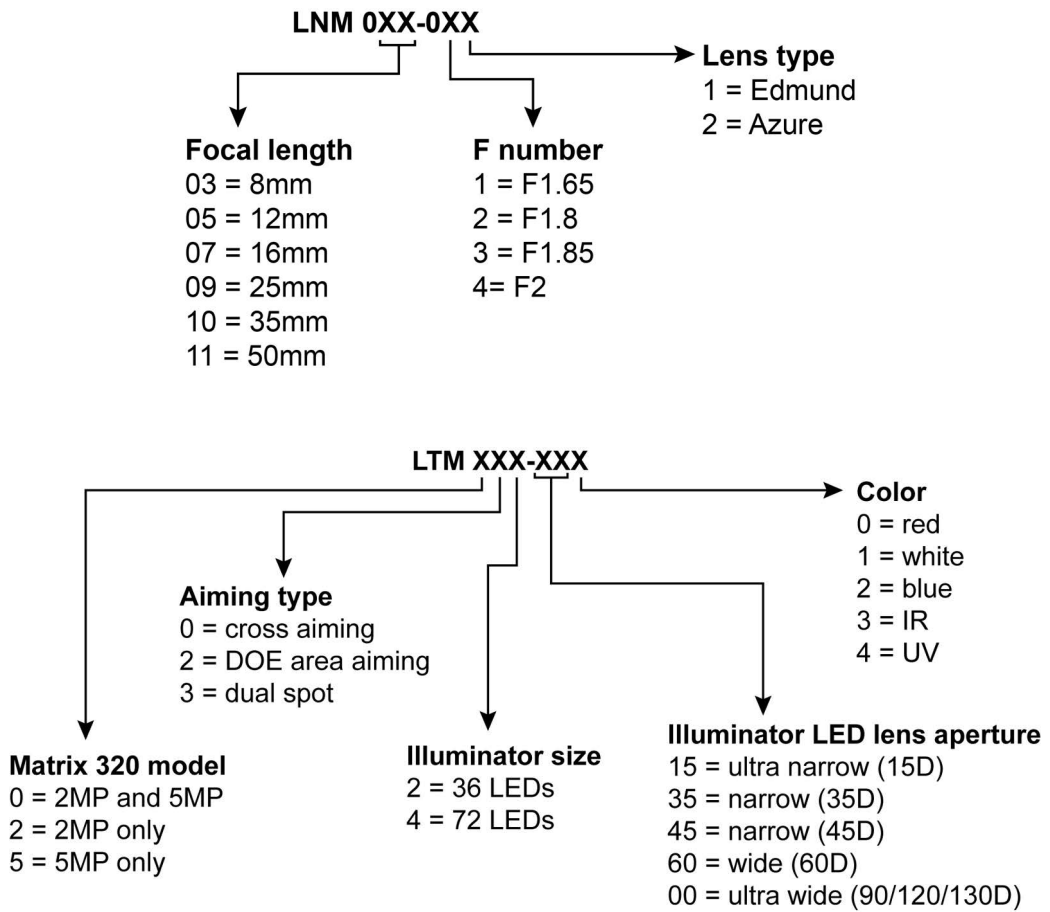 LNM 0XX-0XX
Lens type
1 = Edmund
2 = Azure
Focal length
03 = 8mm
05 = 12mm
07 = 16mm
09 = 25mm
10 = 35mm
11 = 50mm
F number
1 = F1.65
2 = F1.8
3 = F1.85
4= F2
LTM XXX-XXX
Color
0 = red
1 = white
2 = blue
3 = IR
4 = UV
Aiming type
0 = cross aiming
2 = DOE area aiming
3 = dual spot
Matrix 320 model
0 = 2MP and 5MP
2 = 2MP only
5 = 5MP only
Illuminator size
2 = 36 LEDs
4 = 72 LEDs
Illuminator LED lens aperture
15 = ultra narrow (15D)
35 = narrow (35D)
45 = narrow (45D)
60 = wide (60D)
00 = ultra wide (90/120/130D)